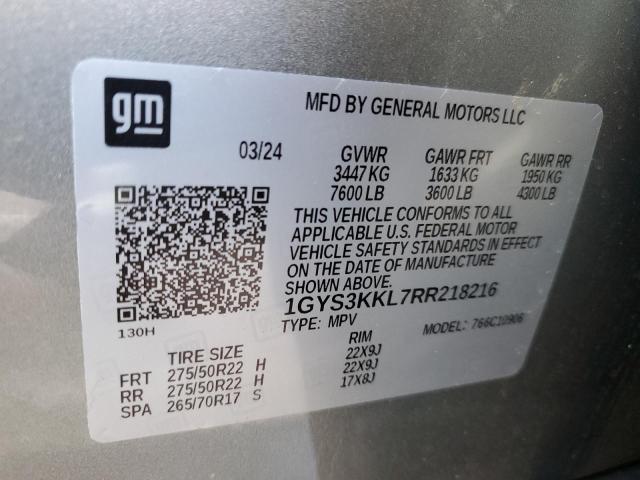 gm
MFD BY GENERAL MOTORS LLC
03/24 GVWR GAWR FRT GAWR RR
3447 KG 1633 KG 1950 KG
7600 LB 3600 LB 4300 LB
THIS VEHICLE CONFORMS TO ALL
APPLICABLE U.S. FEDERAL MOTOR
VEHICLE SAFETY STANDARDS IN EFFECT
ON THE DATE OF MANUFACTURE
SHOWN ABOVE.
1GYS3KKL7RR218216
130H TYPE: MPV MODEL: 766C10906
TIRE SIZE RIM
FRT 275/50R22 H 22X9J
RR 275/50R22 H 22X9J
SPA 265/70R17 S 17X8J